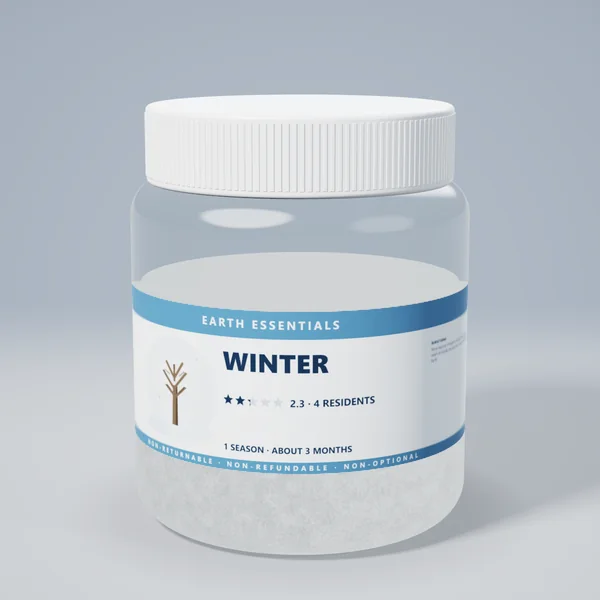 EARTH ESSENTIALS
WINTER
2.3 · 4 RESIDENTS
1 SEASON · ABOUT 3 MONTHS
NON-RETURNABLE · NON-REFUNDABLE · NON-OPTIONAL